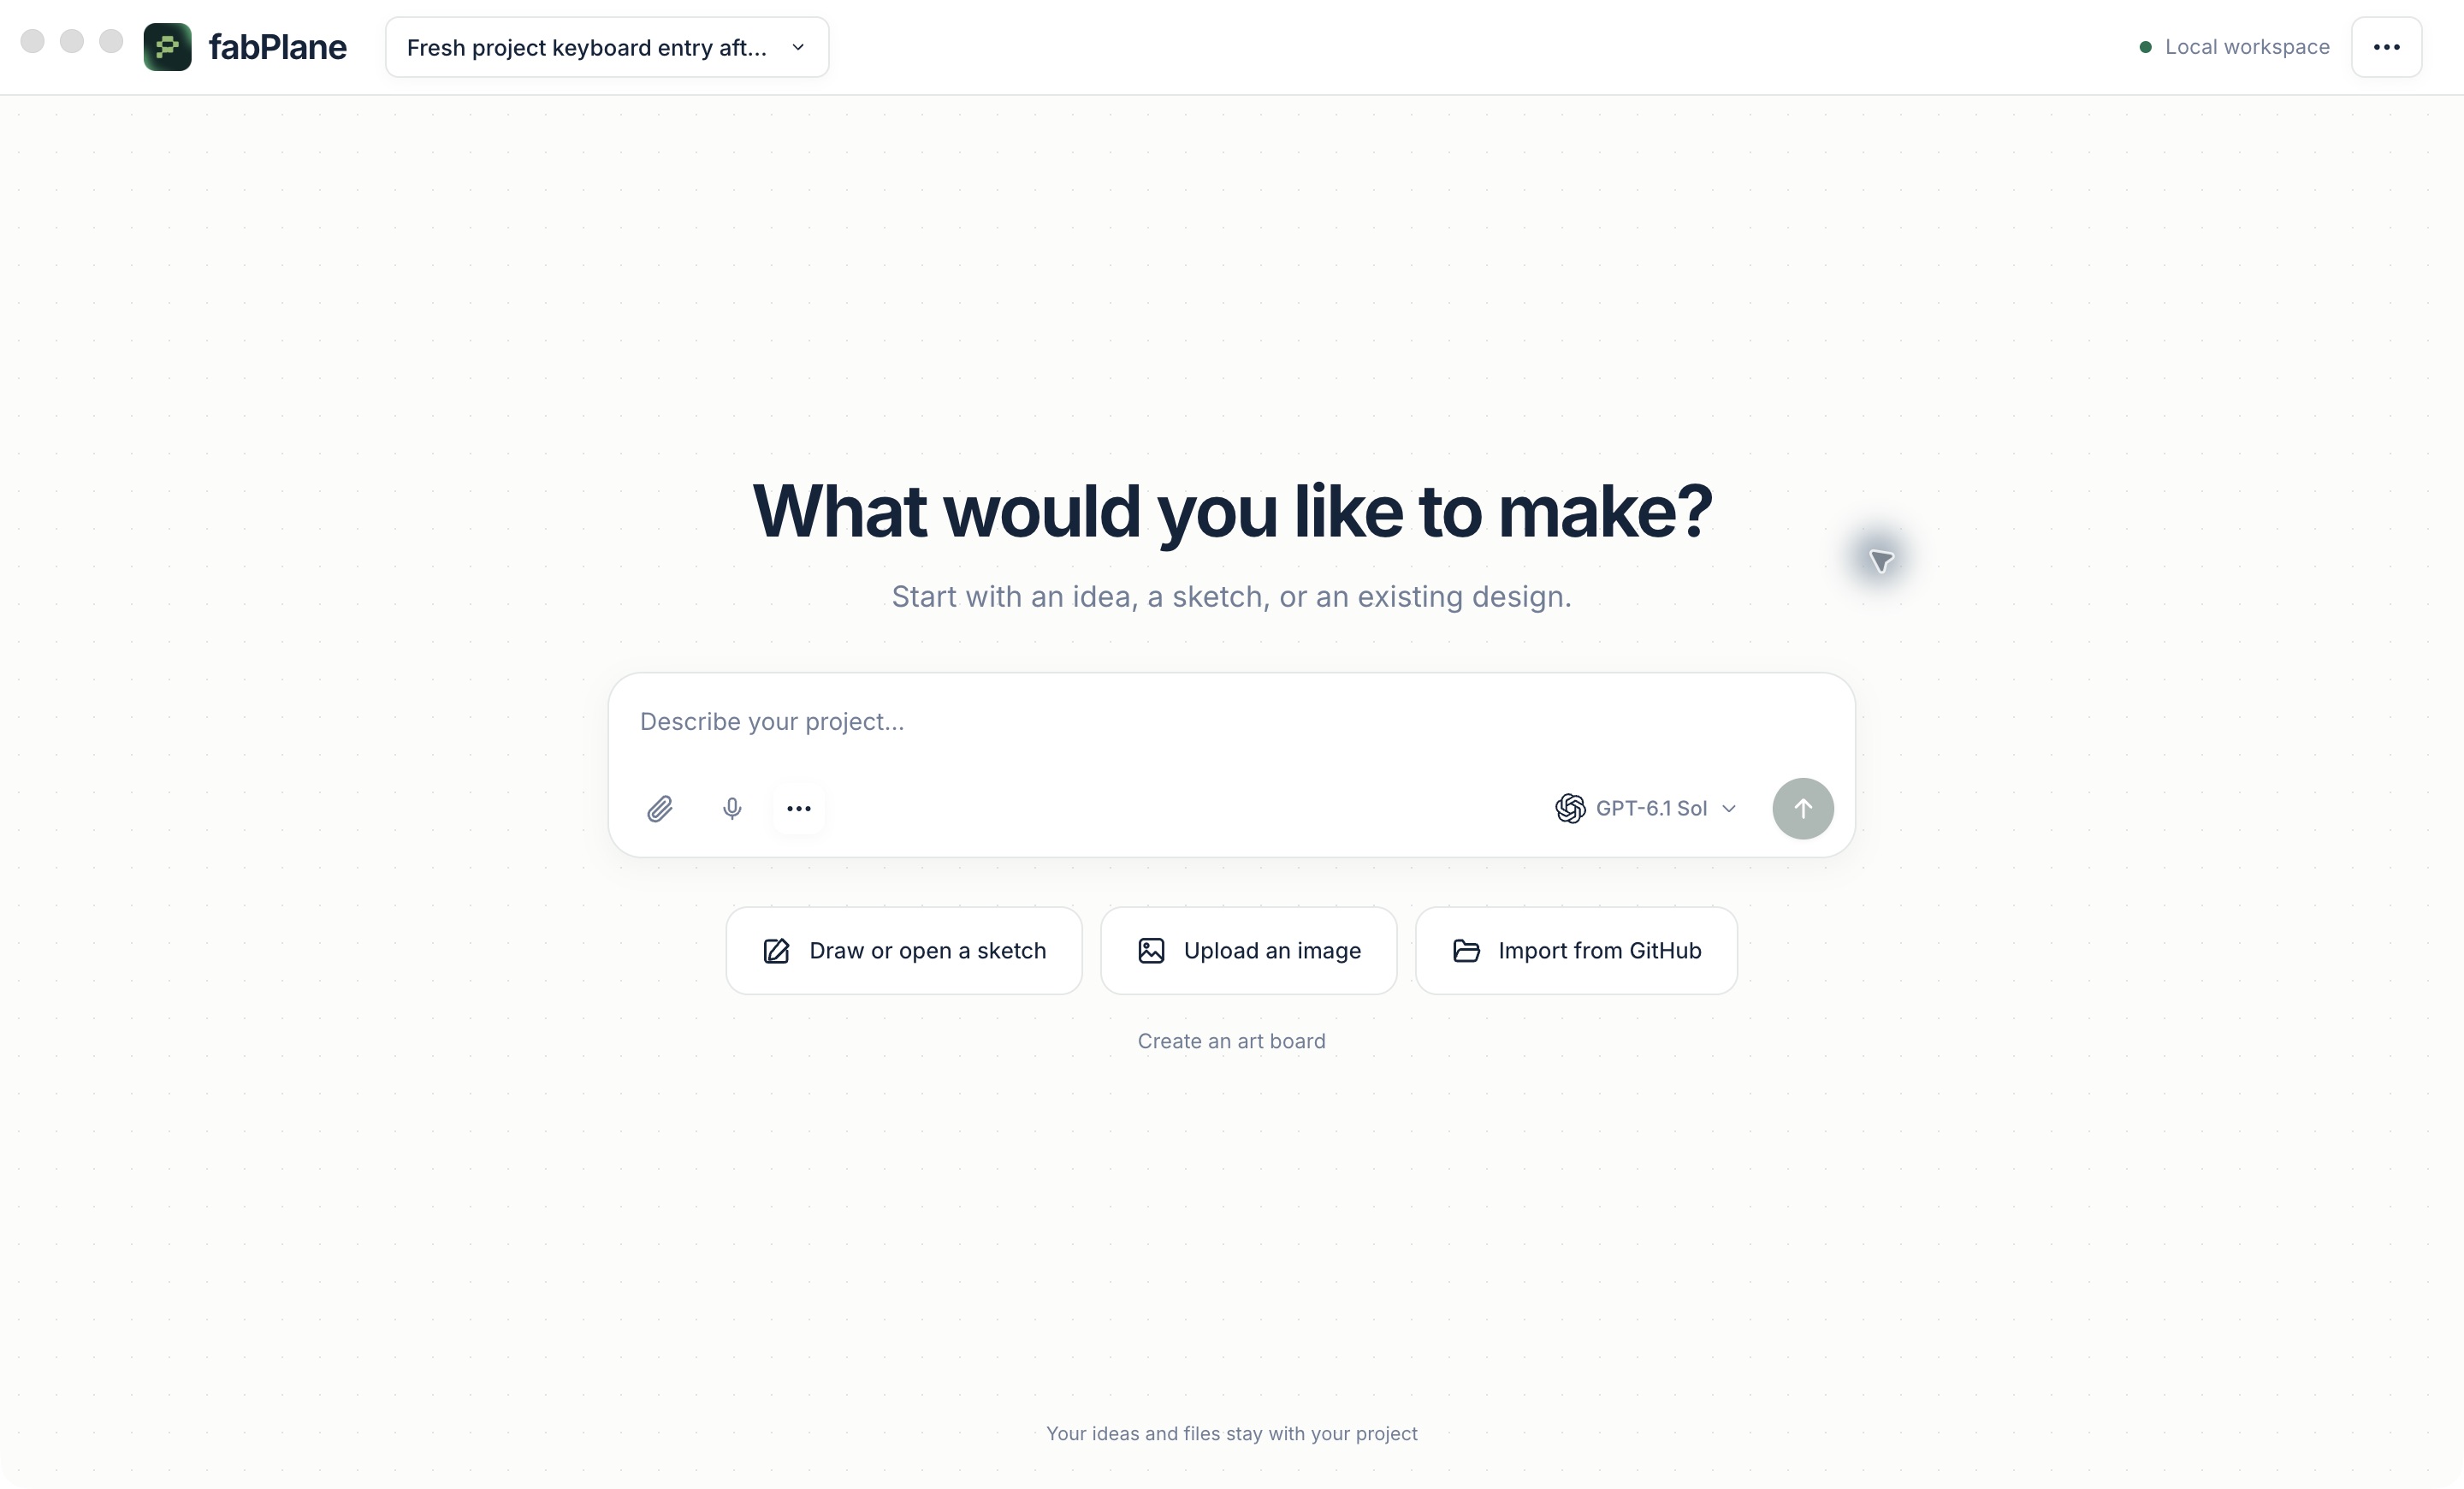 fabPlane
Fresh project keyboard entry aft...
Local workspace
What would you like to make?
Start with an idea, a sketch, or an existing design.
Describe your project...
GPT-6.1 Sol
Draw or open a sketch
Upload an image
Import from GitHub
Create an art board
Your ideas and files stay with your project